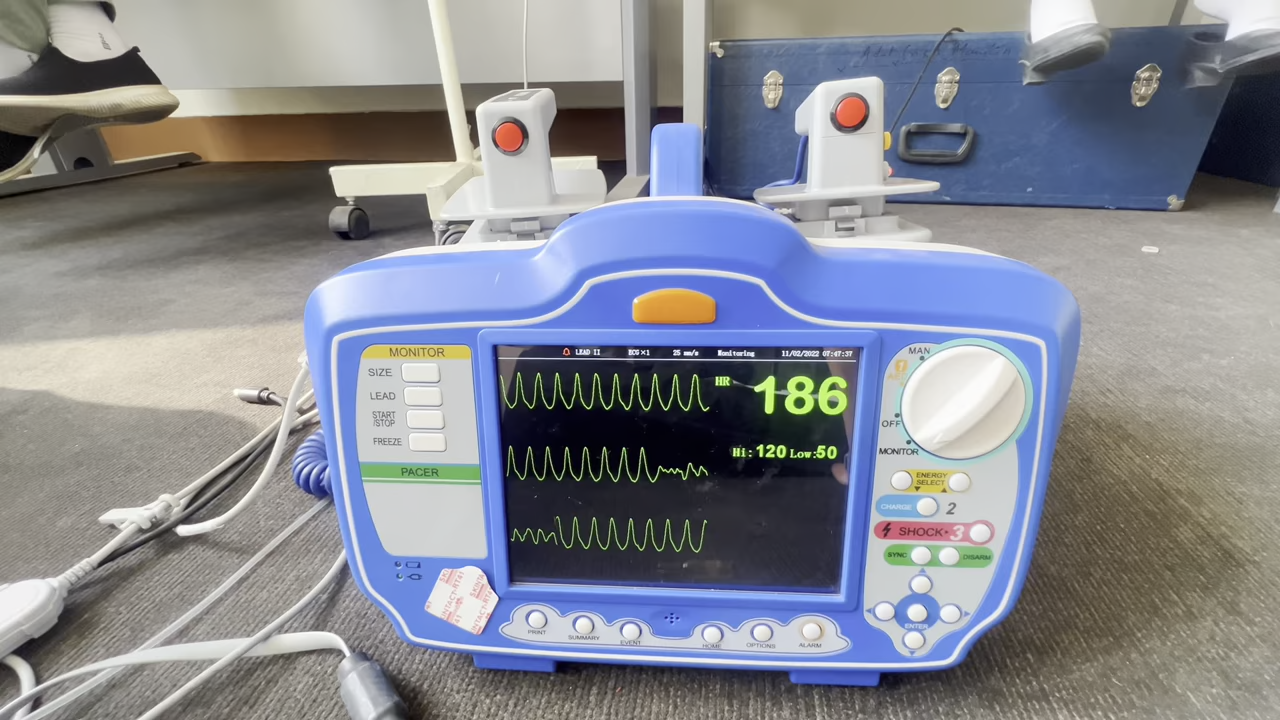 LEAD II ECG×1 25 mm/s Monitoring 11/02/2022 07:47:37
HR 186
Hi:120 Low:50
MONITOR
SIZE
LEAD
START
/STOP
FREEZE
PACER
MAN
OFF
MONITOR
ENERGY
SELECT
CHARGE 2
SHOCK 3
SYNC DISARM
ENTER
PRINT SUMMARY EVENT HOME OPTIONS ALARM